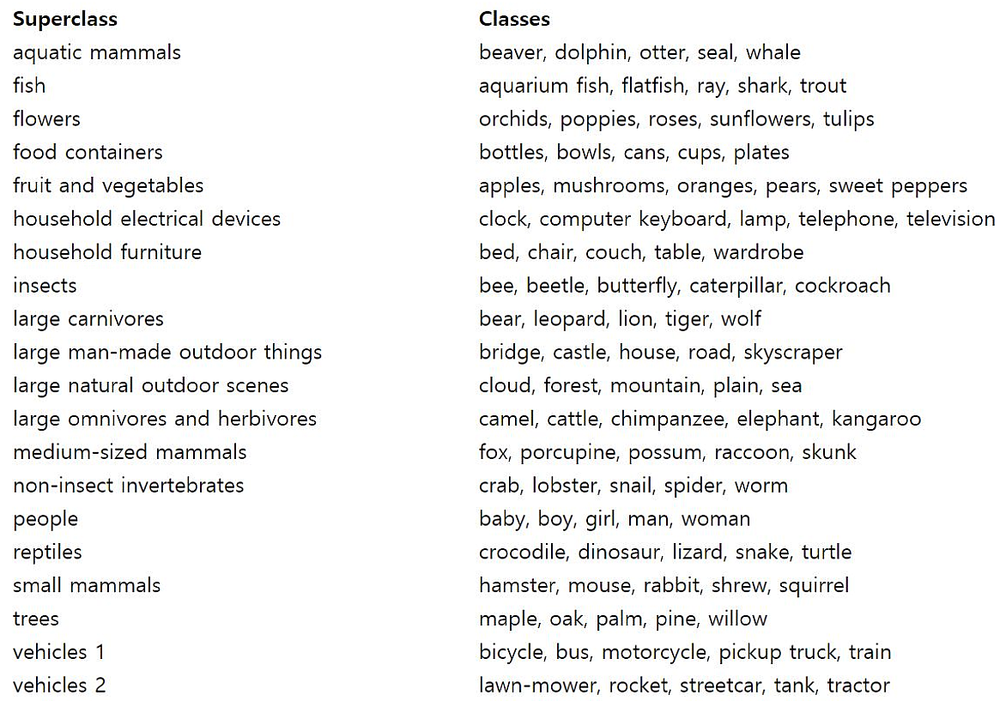 Superclass Classes
aquatic mammals beaver, dolphin, otter, seal, whale
fish aquarium fish, flatfish, ray, shark, trout
flowers orchids, poppies, roses, sunflowers, tulips
food containers bottles, bowls, cans, cups, plates
fruit and vegetables apples, mushrooms, oranges, pears, sweet peppers
household electrical devices clock, computer keyboard, lamp, telephone, television
household furniture bed, chair, couch, table, wardrobe
insects bee, beetle, butterfly, caterpillar, cockroach
large carnivores bear, leopard, lion, tiger, wolf
large man-made outdoor things bridge, castle, house, road, skyscraper
large natural outdoor scenes cloud, forest, mountain, plain, sea
large omnivores and herbivores camel, cattle, chimpanzee, elephant, kangaroo
medium-sized mammals fox, porcupine, possum, raccoon, skunk
non-insect invertebrates crab, lobster, snail, spider, worm
people baby, boy, girl, man, woman
reptiles crocodile, dinosaur, lizard, snake, turtle
small mammals hamster, mouse, rabbit, shrew, squirrel
trees maple, oak, palm, pine, willow
vehicles 1 bicycle, bus, motorcycle, pickup truck, train
vehicles 2 lawn-mower, rocket, streetcar, tank, tractor